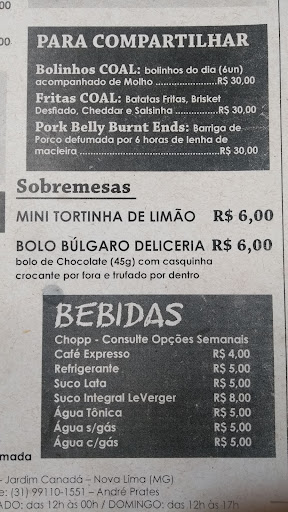 00
PARA COMPARTILHAR
Bolinhos COAL: bolinhos do dia (6un)
acompanhado de Molho ..................R$ 30,00
Fritas COAL: Batatas Fritas, Brisket
Desfiado, Cheddar e Salsinha .............R$ 30,00
Pork Belly Burnt Ends: Barriga de
Porco defumada por 6 horas de lenha de
macieira ..........................................R$ 30,00
00
Sobremesas
MINI TORTINHA DE LIMÃO R$ 6,00
BOLO BÚLGARO DELICERIA R$ 6,00
bolo de Chocolate (45g) com casquinha
crocante por fora e trufado por dentro
BEBIDAS
Chopp - Consulte Opções Semanais
Café Expresso R$ 4,00
Refrigerante R$ 5,00
Suco Lata R$ 5,00
Suco Integral LeVerger R$ 8,00
Água Tônica R$ 5,00
Água s/gás R$ 5,00
Água c/gás R$ 5,00
mada
- Jardim Canadá – Nova Lima (MG)
e: (31) 99110-1551 – André Prates
ADO: das 12h às 00h / DOMINGO: das 12h às 17h